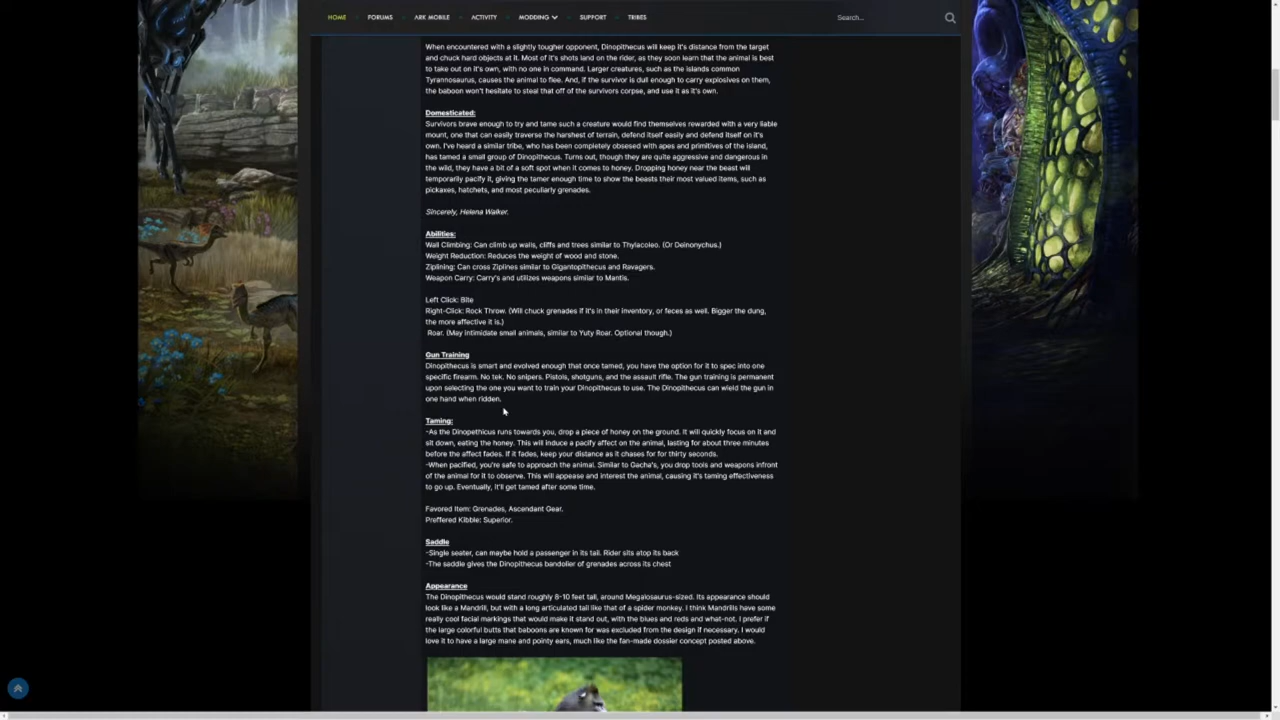 HOME
FORUMS
ARK MOBILE
ACTIVITY
MODDING
SUPPORT
TRIBES
Search...
When encountered with a slightly tougher opponent, Dinopithecus will keep it's distance from the target
and chuck hard objects at it. Most of it's shots land on the rider, as they soon learn that the animal is best
to take out on it's own, with no one in command. Larger creatures, such as the islands common
Tyrannosaurus, causes the animal to flee. And, if the survivor is dull enough to carry explosives on them,
the baboon won't hesitate to steal that off of the survivors corpse, and use it as it's own.
Domesticated:
Survivors brave enough to try and tame such a creature would find themselves rewarded with a very liable
mount, one that can easily traverse the harshest of terrain, defend itself easily and defend itself on it's
own. I've heard a similar tribe, who has been completely obsessed with apes and primitives of the island,
has tamed a small group of Dinopithecus. Turns out, though they are quite aggressive and dangerous in
the wild, they have a bit of a soft spot when it comes to honey. Dropping honey near the beast will
temporarily pacify it, giving the tamer enough time to show the beasts their most valued items, such as
pickaxes, hatchets, and most peculiarly grenades.
Sincerely, Helena Walker.
Abilities:
Wall Climbing: Can climb up walls, cliffs and trees similar to Thylacoleo. (Or Deinonychus.)
Weight Reduction: Reduces the weight of wood and stone.
Ziplining: Can cross Ziplines similar to Gigantopithecus and Ravagers.
Weapon Carry: Carry's and utilizes weapons similar to Mantis.
Left Click: Bite
Right-Click: Rock Throw. (Will chuck grenades if it's in their inventory, or feces as well. Bigger the dung,
the more affective it is.)
Roar. (May intimidate small animals, similar to Yuty Roar. Optional though.)
Gun Training
Dinopithecus is smart and evolved enough that once tamed, you have the option for it to spec into one
specific firearm. No tek. No snipers. Pistols, shotguns, and the assault rifle. The gun training is permanent
upon selecting the one you want to train your Dinopithecus to use. The Dinopithecus can wield the gun in
one hand when ridden.
Taming:
-As the Dinopethicus runs towards you, drop a piece of honey on the ground. It will quickly focus on it and
sit down, eating the honey. This will induce a pacify affect on the animal, lasting for about three minutes
before the affect fades. If it fades, keep your distance as it chases for for thirty seconds.
-When pacified, you're safe to approach the animal. Similar to Gacha's, you drop tools and weapons infront
of the animal for it to observe. This will appease and interest the animal, causing it's taming effectiveness
to go up. Eventually, it'll get tamed after some time.
Favored Item: Grenades, Ascendant Gear.
Preffered Kibble: Superior.
Saddle
-Single seater, can maybe hold a passenger in its tail. Rider sits atop its back
-The saddle gives the Dinopithecus bandolier of grenades across its chest
Appearance
The Dinopithecus would stand roughly 8-10 feet tall, around Megalosaurus-sized. Its appearance should
look like a Mandrill, but with a long articulated tail like that of a spider monkey. I think Mandrills have some
really cool facial markings that would make it stand out, with the blues and reds and what-not. I prefer if
the large colorful butts that baboons are known for was excluded from the design if necessary. I would
love it to have a large mane and pointy ears, much like the fan-made dossier concept posted above.